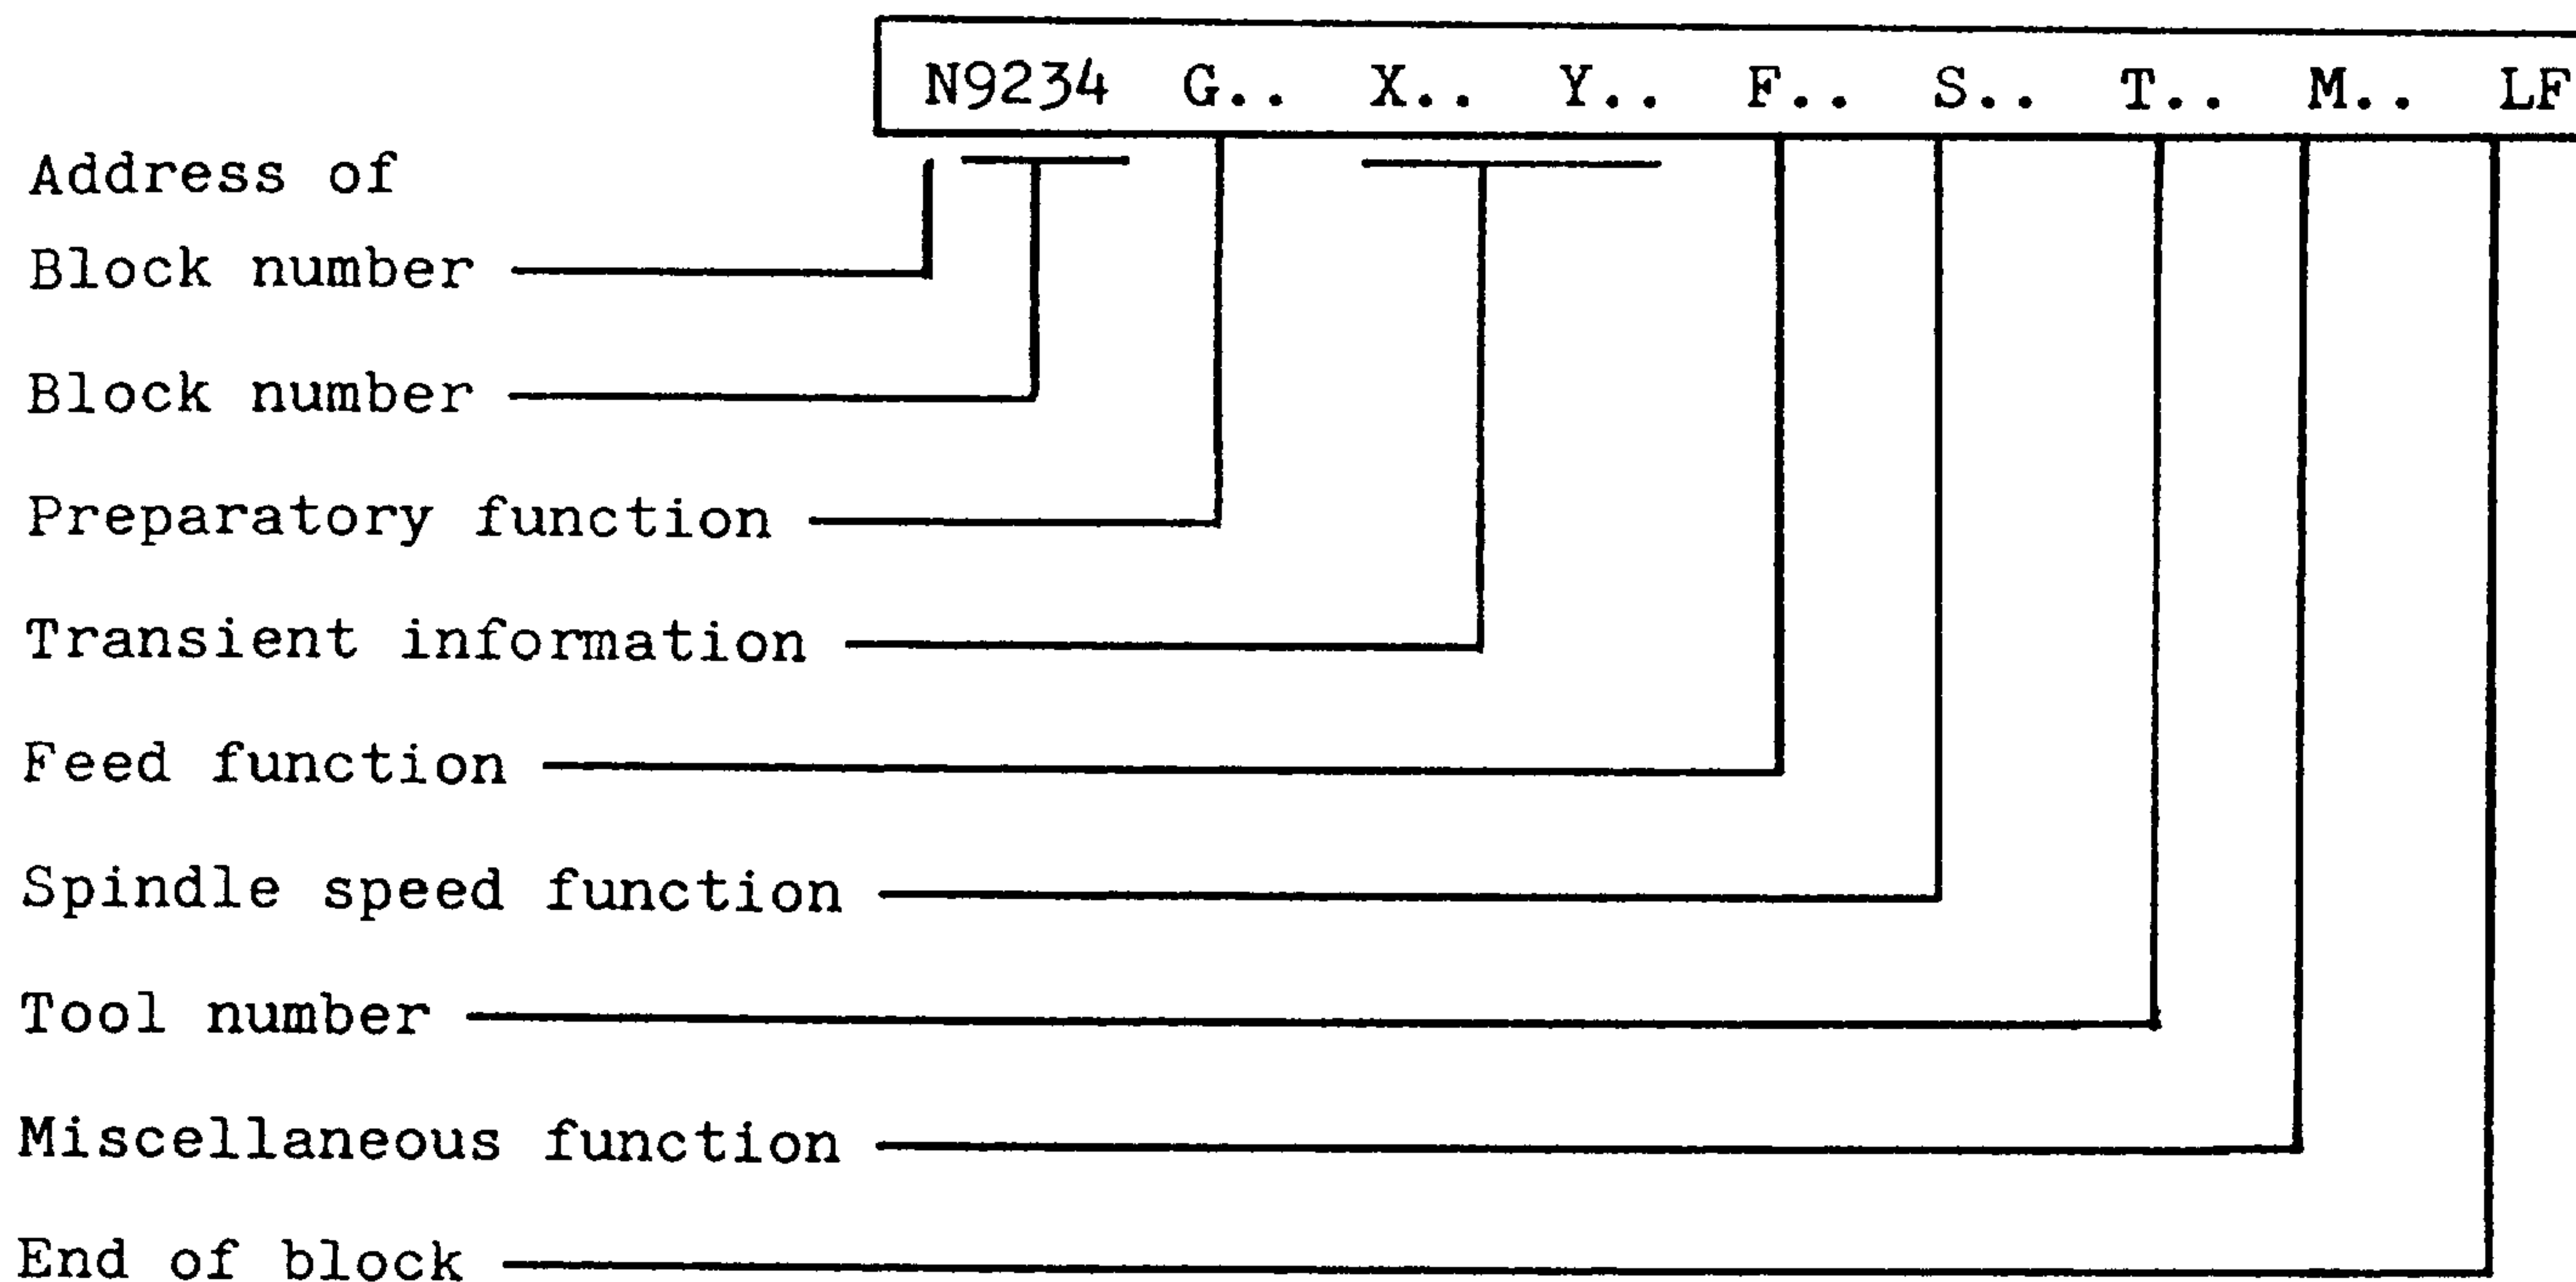 N9234 G.. X.. Y.. F.. S.. T.. M.. LF
Address of
Block number
Block number
Preparatory function
Transient information
Feed function
Spindle speed function
Tool number
Miscellaneous function
End of block